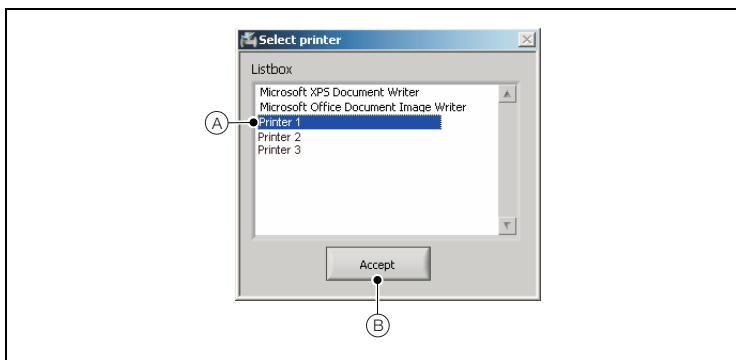 Select printer
Listbox
Microsoft XPS Document Writer
Microsoft Office Document Image Writer
A
Printer 1
Printer 2
Printer 3
Accept
B